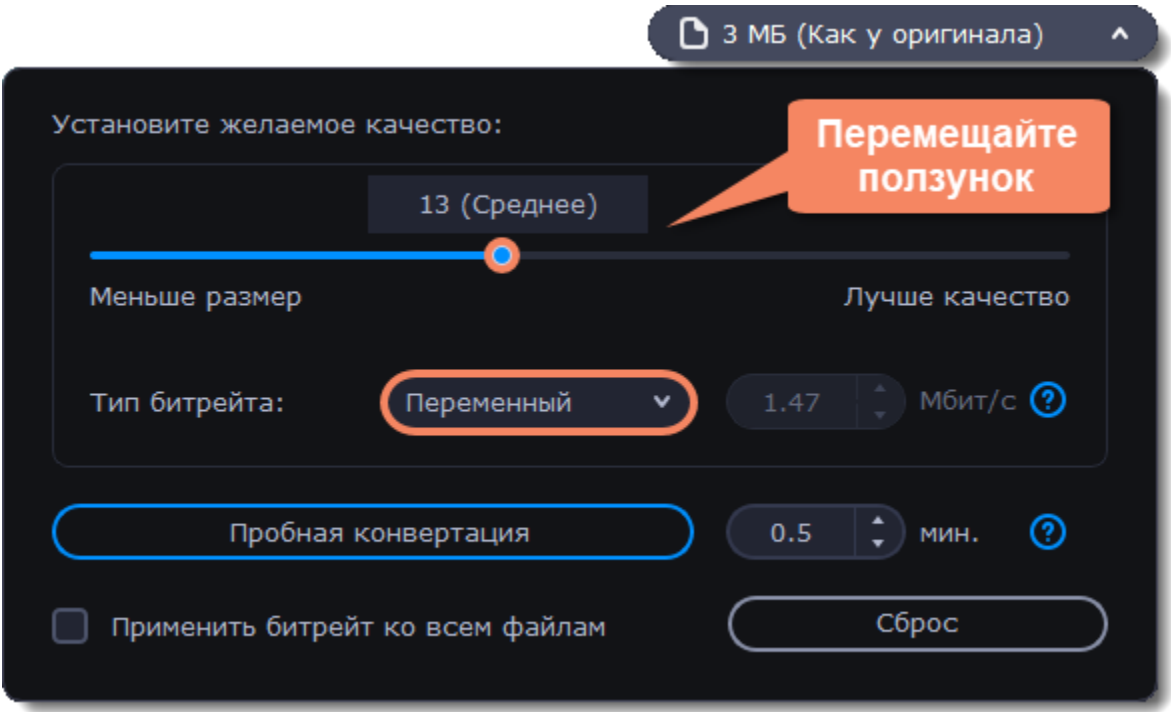 3 МБ (Как у оригинала)
Установите желаемое качество:
Перемещайте
ползунок
13 (Среднее)
Меньше размер
Лучше качество
Тип битрейта:
Переменный
1.47
Мбит/с
?
Пробная конвертация
0.5
мин.
?
Применить битрейт ко всем файлам
Сброс